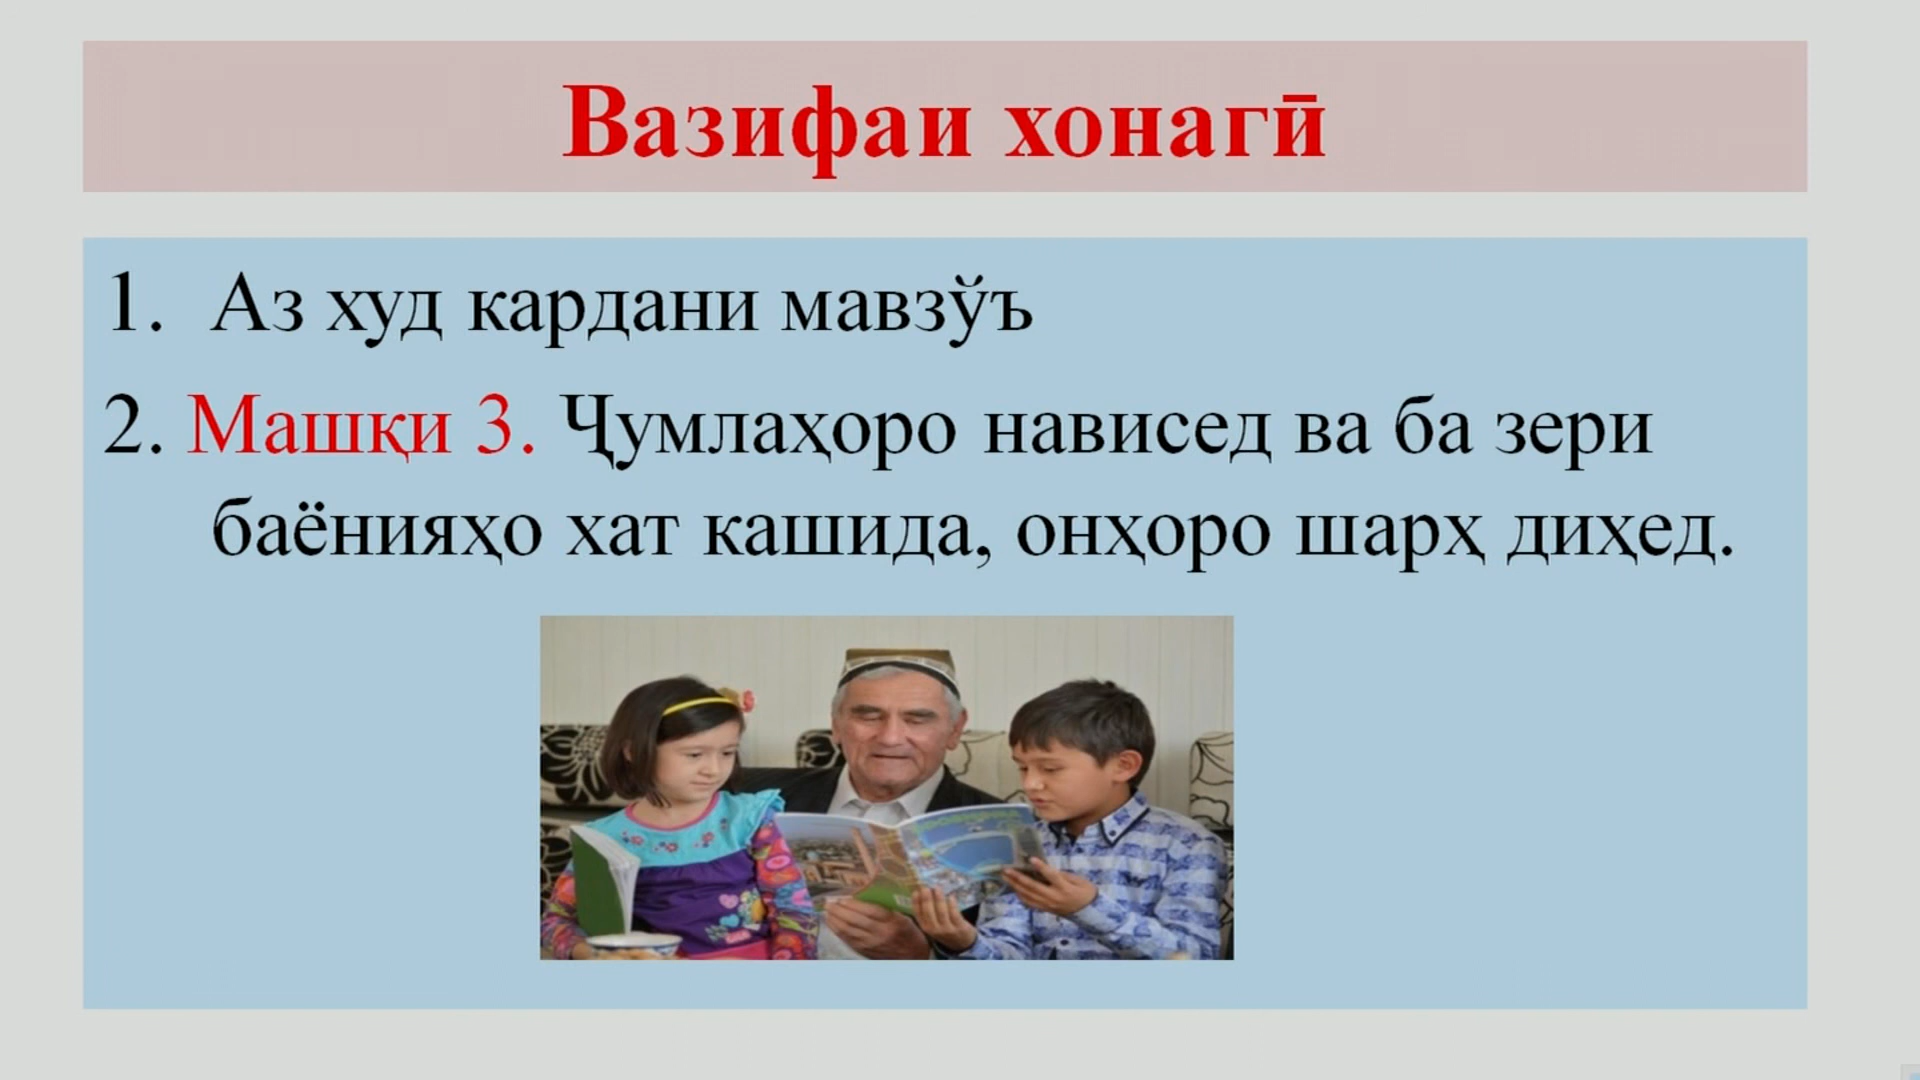 Вазифаи хонагӣ
1. Аз худ кардани мавзўъ
2. Машқи 3. Ҷумлаҳоро нависед ва ба зери
баёнияҳо хат кашида, онҳоро шарҳ диҳед.